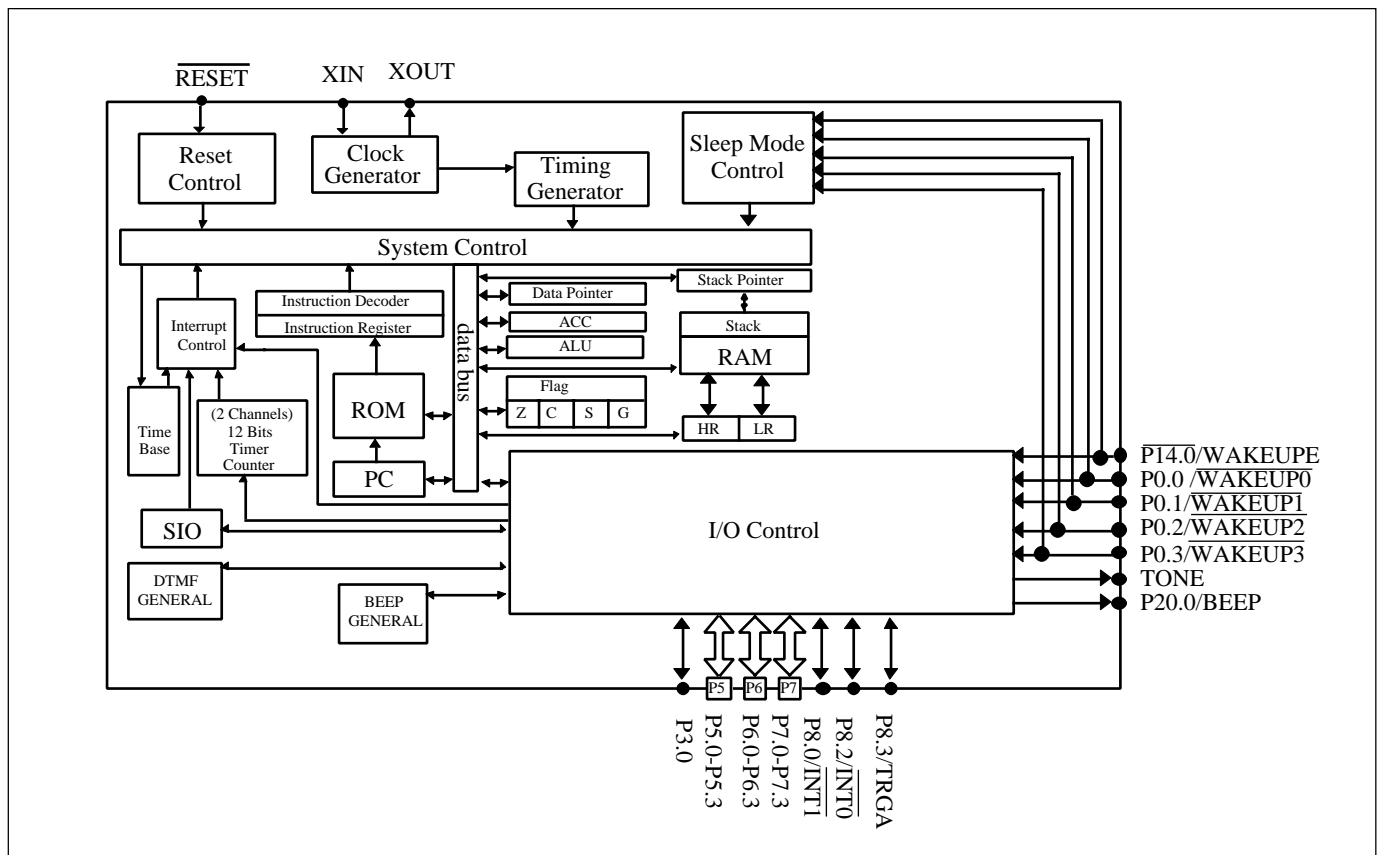 RESET
XIN
XOUT
Reset
Control
Clock
Generator
Timing
Generator
Sleep Mode
Control
System Control
Interrupt
Control
Instruction Decoder
Instruction Register
data bus
Data Pointer
ACC
ALU
Flag
Z C S G
Stack Pointer
Stack
RAM
HR LR
Time
Base
(2 Channels)
12 Bits
Timer
Counter
ROM
PC
SIO
DTMF
GENERAL
BEEP
GENERAL
I/O Control
P14.0/WAKEUPE
P0.0 /WAKEUP0
P0.1/WAKEUP1
P0.2/WAKEUP2
P0.3/WAKEUP3
TONE
P20.0/BEEP
P5
P6
P7
P3.0
P5.0-P5.3
P6.0-P6.3
P7.0-P7.3
P8.0/INT1
P8.2/INT0
P8.3/TRGA